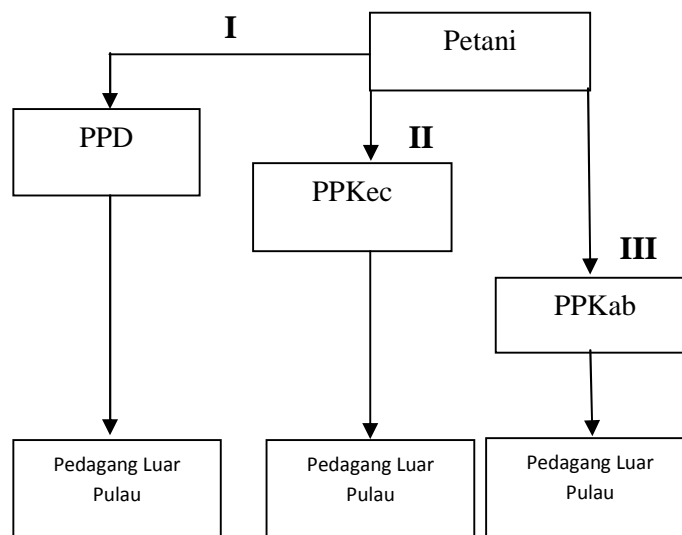 I
Petani
PPD
II
PPKec
III
PPKab
Pedagang Luar
Pulau
Pedagang Luar
Pulau
Pedagang Luar
Pulau